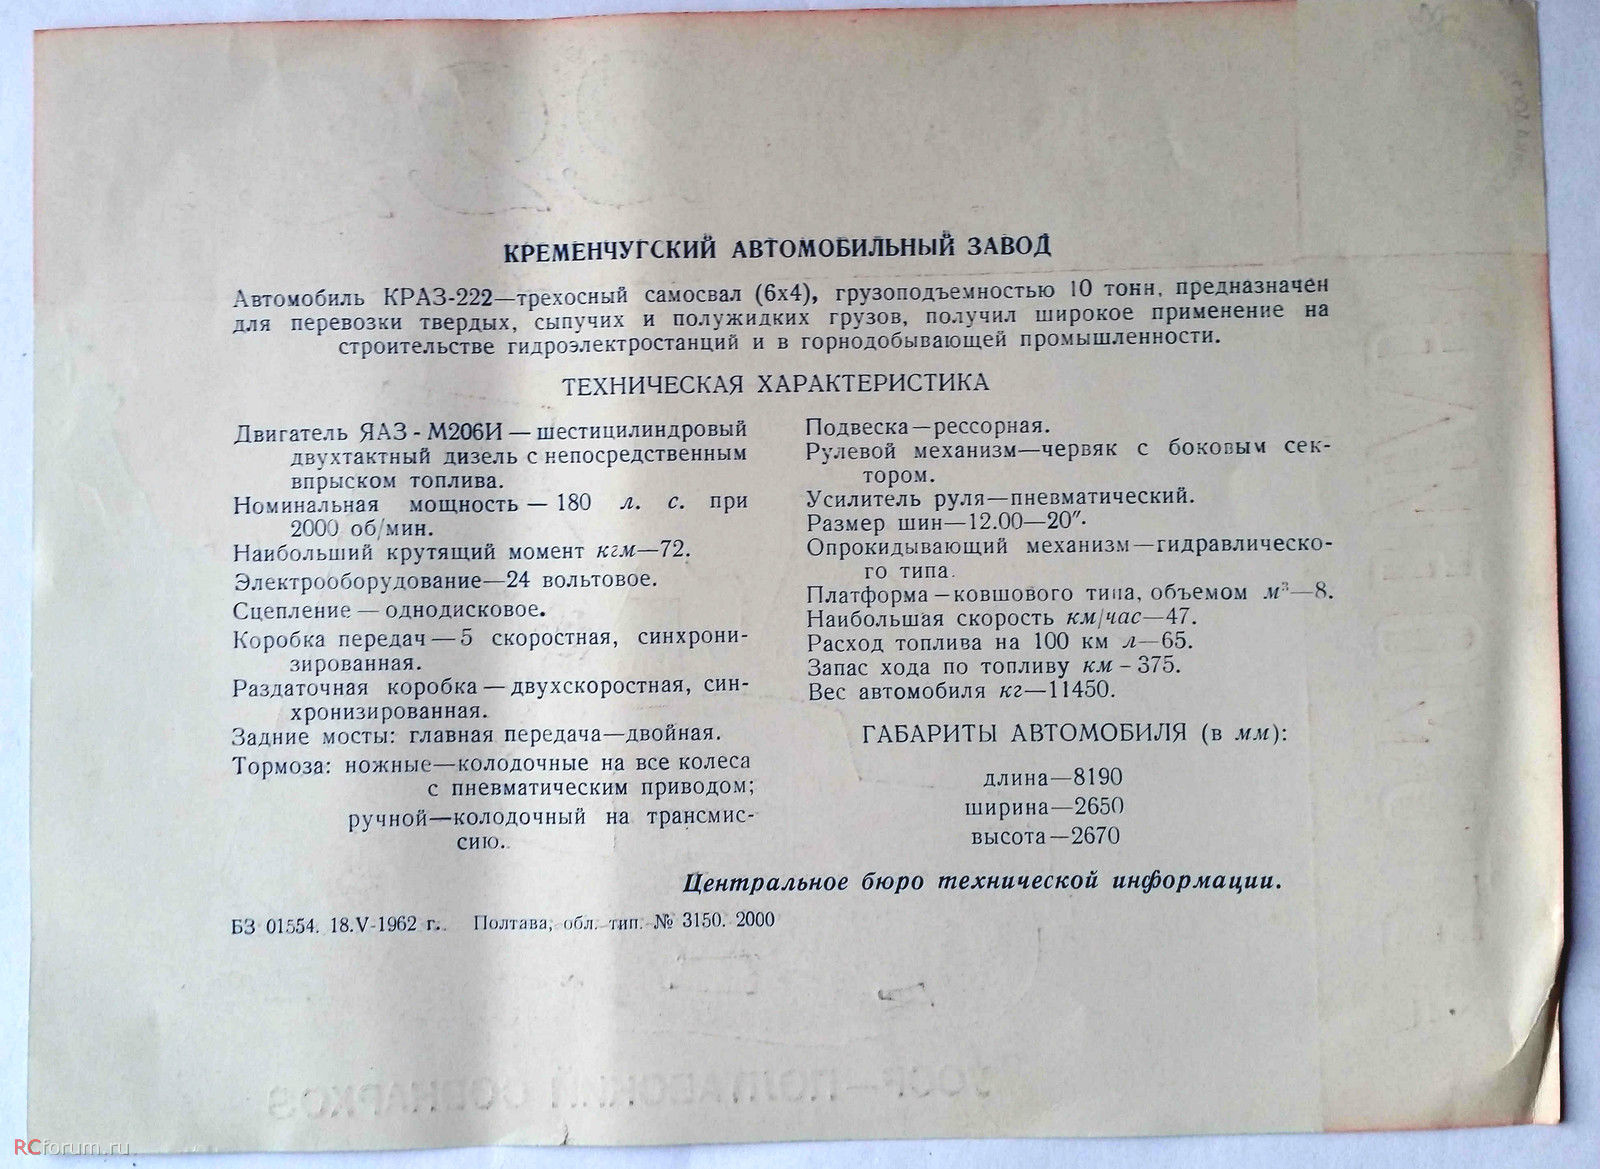 КРЕМЕНЧУГСКИЙ АВТОМОБИЛЬНЫЙ ЗАВОД
Автомобиль КРАЗ-222—трехосный самосвал (6х4), грузоподъемностью 10 тонн, предназначен
для перевозки твердых, сыпучих и полужидких грузов, получил широкое применение на
строительстве гидроэлектростанций и в горнодобывающей промышленности.
ТЕХНИЧЕСКАЯ ХАРАКТЕРИСТИКА
Двигатель ЯАЗ - М206И — шестицилиндровый
двухтактный дизель с непосредственным
впрыском топлива.
Номинальная мощность — 180 л. с. при
2000 об/мин.
Наибольший крутящий момент кгм—72.
Электрооборудование—24 вольтовое.
Сцепление — однодисковое.
Коробка передач — 5 скоростная, синхрони-
зированная.
Раздаточная коробка — двухскоростная, син-
хронизированная.
Задние мосты: главная передача—двойная.
Тормоза: ножные—колодочные на все колеса
с пневматическим приводом;
ручной—колодочный на трансмис-
сию.
Подвеска—рессорная.
Рулевой механизм—червяк с боковым сек-
тором.
Усилитель руля—пневматический.
Размер шин—12.00—20″.
Опрокидывающий механизм—гидравлическо-
го типа.
Платформа—ковшового типа, объемом м³—8.
Наибольшая скорость км/час—47.
Расход топлива на 100 км л—65.
Запас хода по топливу км – 375.
Вес автомобиля кг—11450.
ГАБАРИТЫ АВТОМОБИЛЯ (в мм):
длина—8190
ширина—2650
высота—2670
Центральное бюро технической информации.
БЗ 01554. 18.V-1962 г. Полтава, обл. тип. № 3150. 2000
УССР—ПОЛТАВСКИЙ СОВНАРХОЗ
RCforum.ru